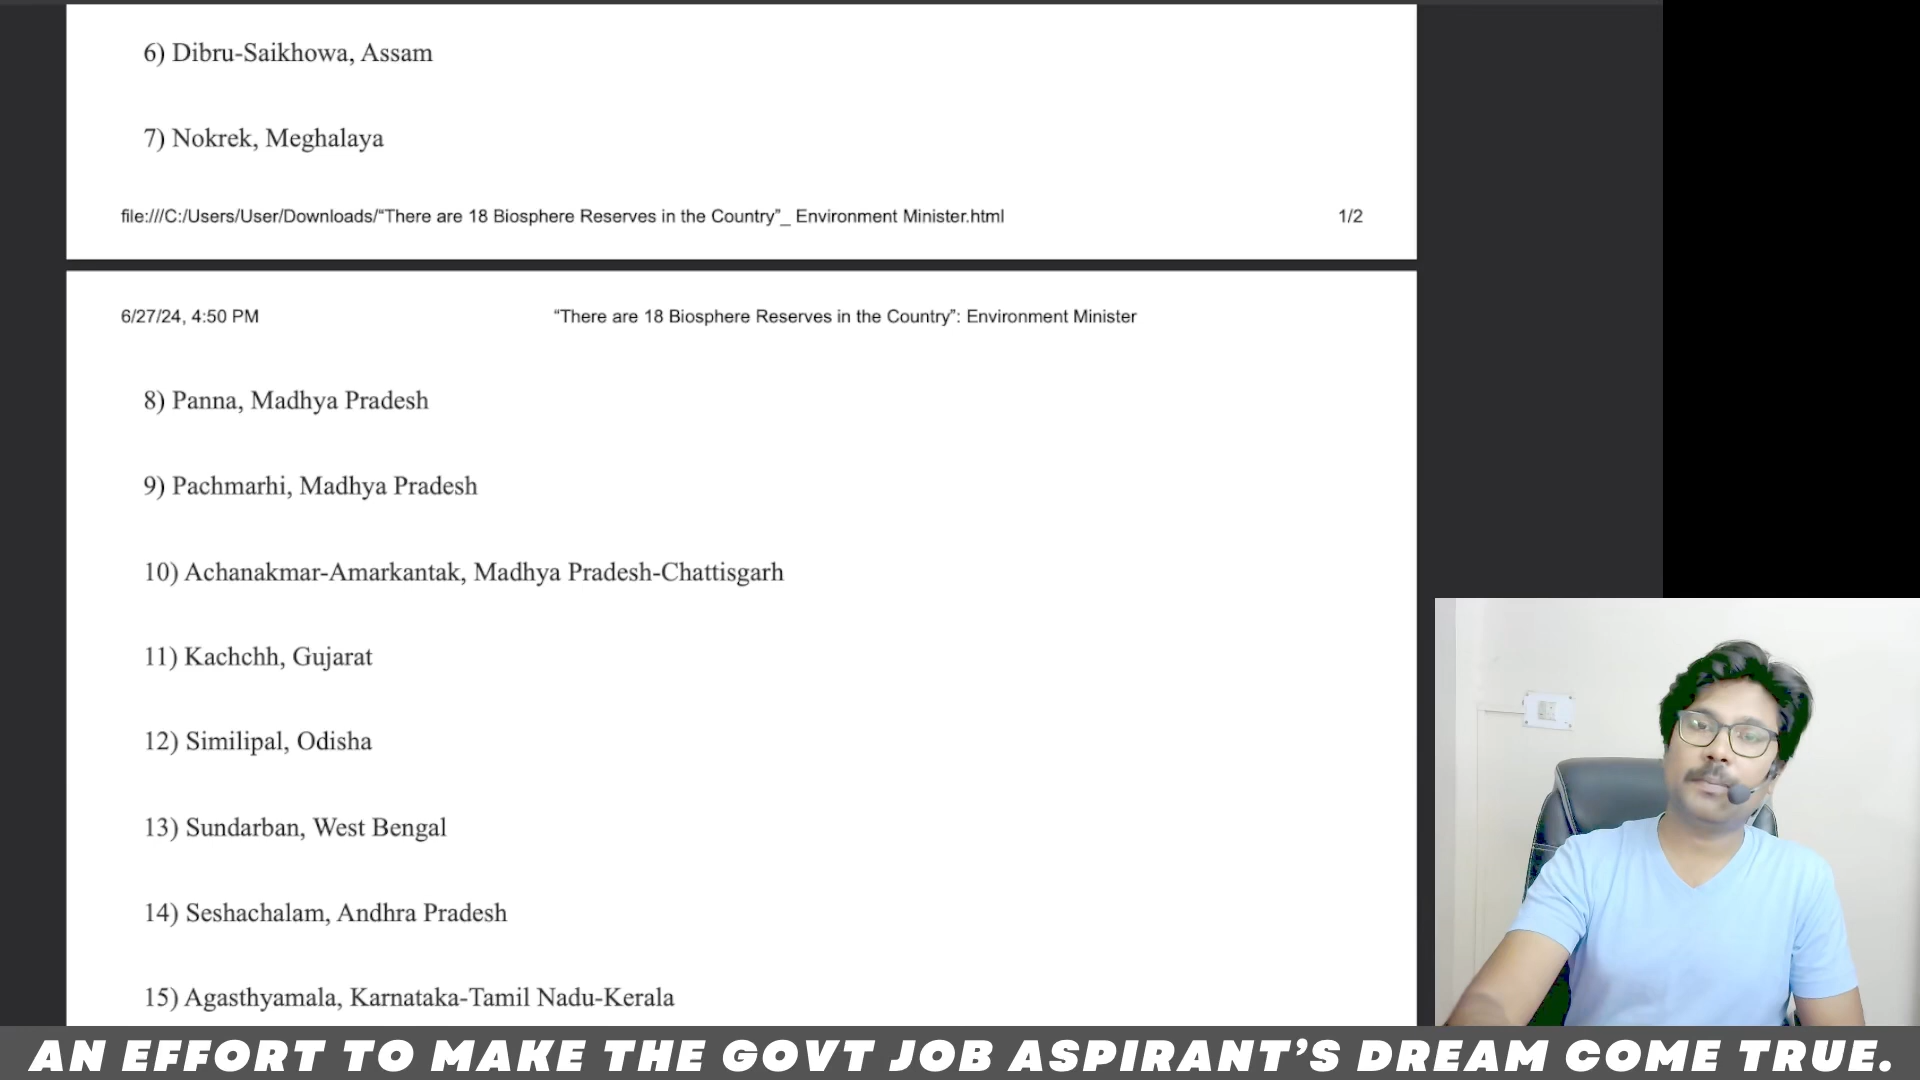 6) Dibru-Saikhowa, Assam
7) Nokrek, Meghalaya
file:///C:/Users/User/Downloads/“There are 18 Biosphere Reserves in the Country”_ Environment Minister.html 1/2
6/27/24, 4:50 PM “There are 18 Biosphere Reserves in the Country”: Environment Minister
8) Panna, Madhya Pradesh
9) Pachmarhi, Madhya Pradesh
10) Achanakmar-Amarkantak, Madhya Pradesh-Chattisgarh
11) Kachchh, Gujarat
12) Similipal, Odisha
13) Sundarban, West Bengal
14) Seshachalam, Andhra Pradesh
15) Agasthyamala, Karnataka-Tamil Nadu-Kerala
AN EFFORT TO MAKE THE GOVT JOB ASPIRANT’S DREAM COME TRUE.